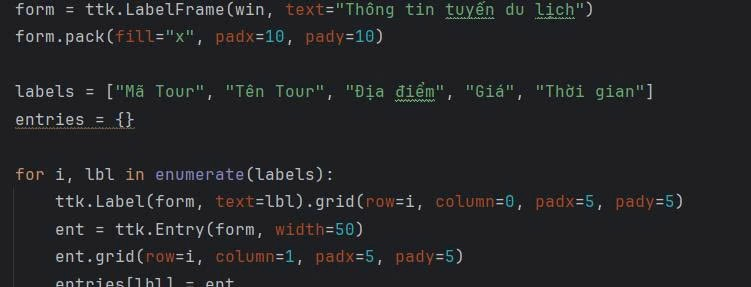 form = ttk.LabelFrame(win, text="Thông tin tuyến du lịch")
form.pack(fill="x", padx=10, pady=10)
labels = ["Mã Tour", "Tên Tour", "Địa điểm", "Giá", "Thời gian"]
entries = {}
for i, lbl in enumerate(labels):
ttk.Label(form, text=lbl).grid(row=i, column=0, padx=5, pady=5)
ent = ttk.Entry(form, width=50)
ent.grid(row=i, column=1, padx=5, pady=5)
entries[lbl] = ent